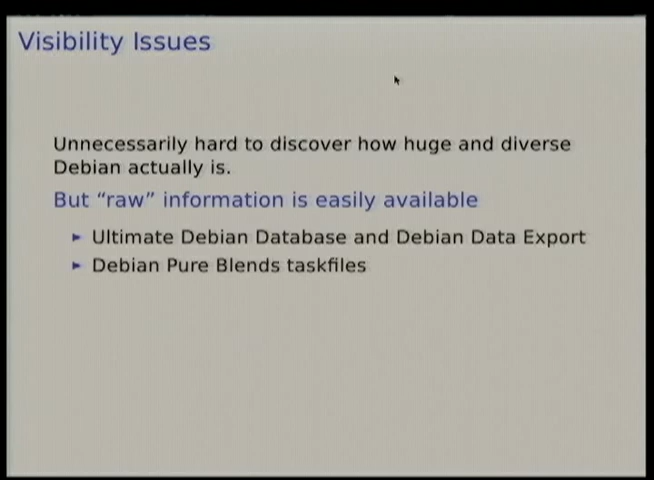 Visibility Issues
Unnecessarily hard to discover how huge and diverse
Debian actually is.
But “raw” information is easily available
► Ultimate Debian Database and Debian Data Export
► Debian Pure Blends taskfiles